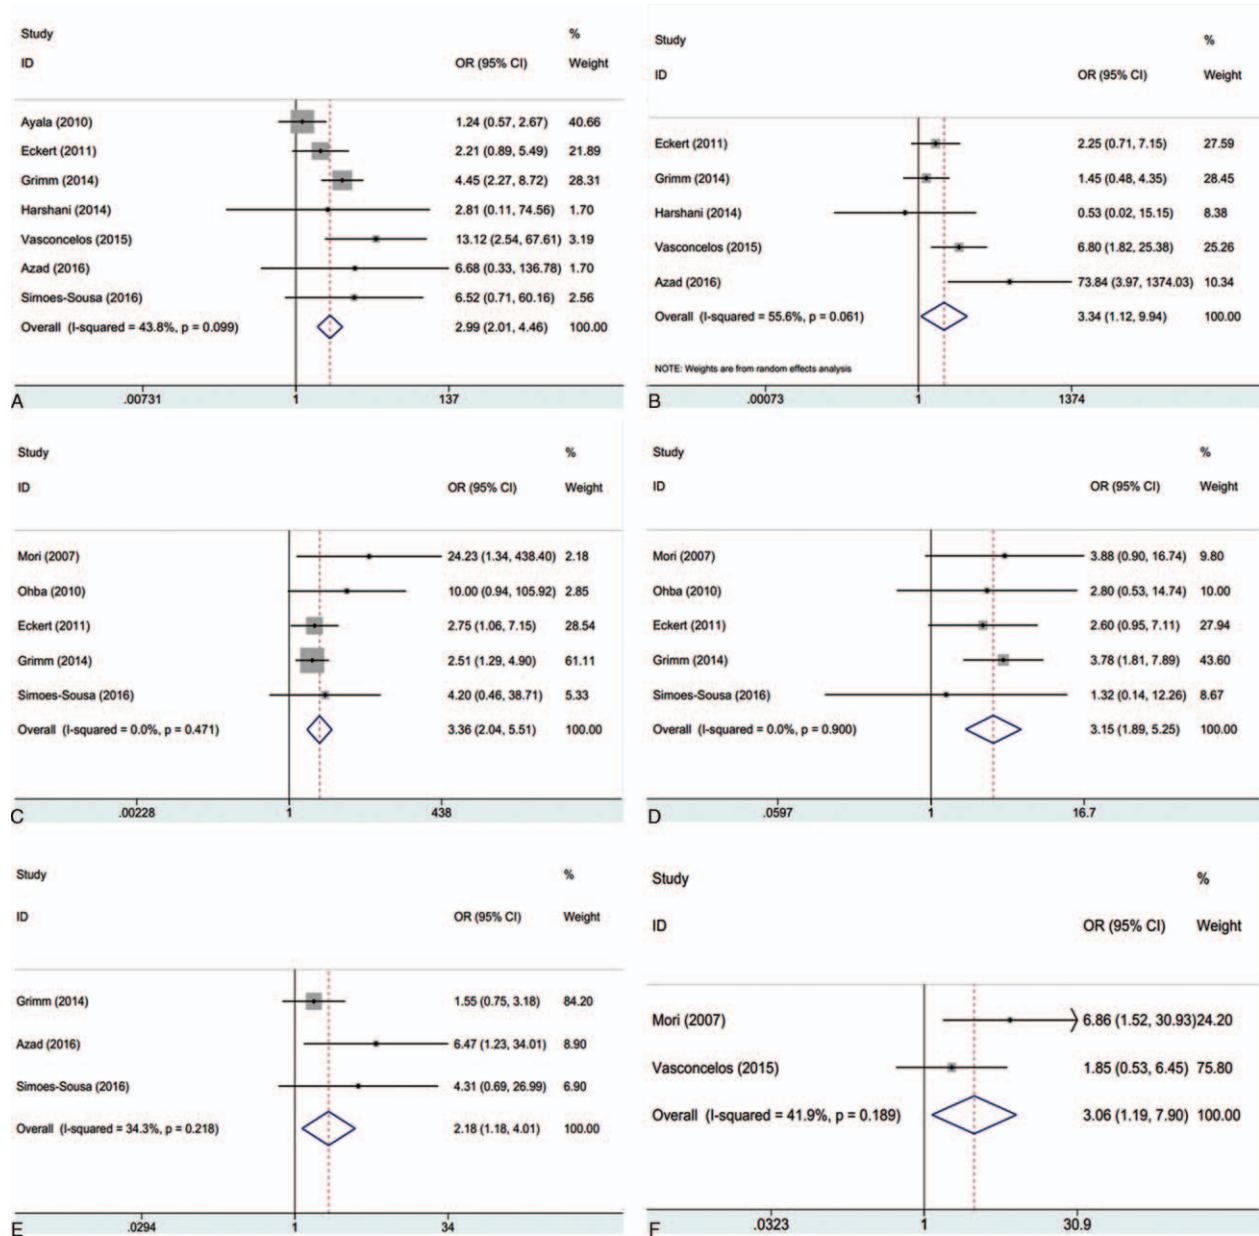 Study %
ID OR (95% CI) Weight
Ayala (2010) 1.24 (0.57, 2.67) 40.66
Eckert (2011) 2.21 (0.89, 5.49) 21.89
Grimm (2014) 4.45 (2.27, 8.72) 28.31
Harshani (2014) 2.81 (0.11, 74.56) 1.70
Vasconcelos (2015) 13.12 (2.54, 67.61) 3.19
Azad (2016) 6.68 (0.33, 136.78) 1.70
Simoes-Sousa (2016) 6.52 (0.71, 60.16) 2.56
Overall (I-squared = 43.8%, p = 0.099) 2.99 (2.01, 4.46) 100.00
A .00731 1 137
Study %
ID OR (95% CI) Weight
Eckert (2011) 2.25 (0.71, 7.15) 27.59
Grimm (2014) 1.45 (0.48, 4.35) 28.45
Harshani (2014) 0.53 (0.02, 15.15) 8.38
Vasconcelos (2015) 6.80 (1.82, 25.38) 25.26
Azad (2016) 73.84 (3.97, 1374.03) 10.34
Overall (I-squared = 55.6%, p = 0.061) 3.34 (1.12, 9.94) 100.00
NOTE: Weights are from random effects analysis
B .00073 1 1374
Study %
ID OR (95% CI) Weight
Mori (2007) 24.23 (1.34, 438.40) 2.18
Ohba (2010) 10.00 (0.94, 105.92) 2.85
Eckert (2011) 2.75 (1.06, 7.15) 28.54
Grimm (2014) 2.51 (1.29, 4.90) 61.11
Simoes-Sousa (2016) 4.20 (0.46, 38.71) 5.33
Overall (I-squared = 0.0%, p = 0.471) 3.36 (2.04, 5.51) 100.00
C .00228 1 438
Study %
ID OR (95% CI) Weight
Mori (2007) 3.88 (0.90, 16.74) 9.80
Ohba (2010) 2.80 (0.53, 14.74) 10.00
Eckert (2011) 2.60 (0.95, 7.11) 27.94
Grimm (2014) 3.78 (1.81, 7.89) 43.60
Simoes-Sousa (2016) 1.32 (0.14, 12.26) 8.67
Overall (I-squared = 0.0%, p = 0.900) 3.15 (1.89, 5.25) 100.00
D .0597 1 16.7
Study %
ID OR (95% CI) Weight
Grimm (2014) 1.55 (0.75, 3.18) 84.20
Azad (2016) 6.47 (1.23, 34.01) 8.90
Simoes-Sousa (2016) 4.31 (0.69, 26.99) 6.90
Overall (I-squared = 34.3%, p = 0.218) 2.18 (1.18, 4.01) 100.00
E .0294 1 34
Study %
ID OR (95% CI) Weight
Mori (2007) 6.86 (1.52, 30.93) 24.20
Vasconcelos (2015) 1.85 (0.53, 6.45) 75.80
Overall (I-squared = 41.9%, p = 0.189) 3.06 (1.19, 7.90) 100.00
F .0323 1 30.9